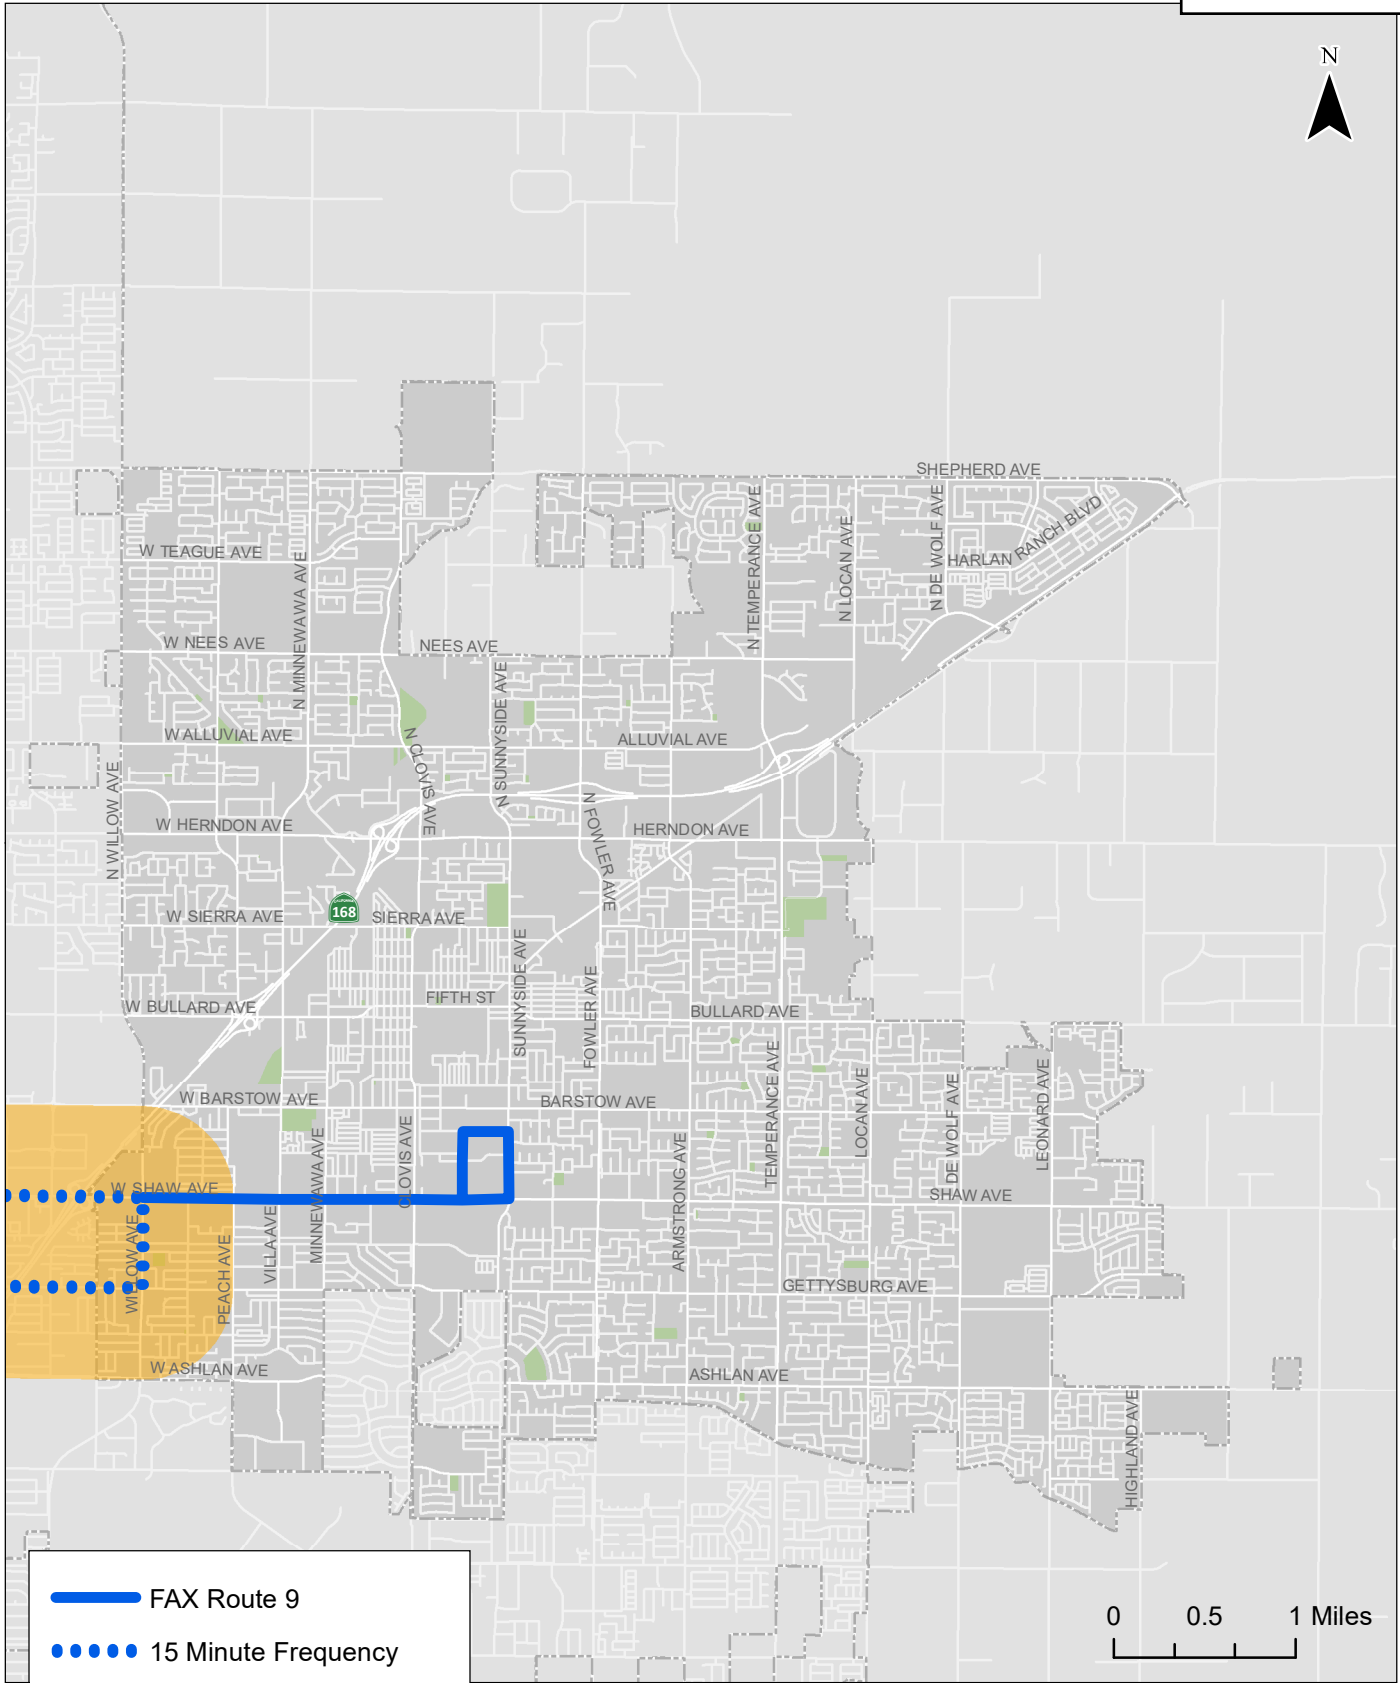 N
SHEPHERD AVE
W TEAGUE AVE
N MINNEWAWA AVE
N TEMPERANCE AVE
N LOCAN AVE
N DE WOLF AVE
HARLAN RANCH BLVD
W NEES AVE
NEES AVE
N SUNNYSIDE AVE
W ALLUVIAL AVE
N CLOVIS AVE
ALLUVIAL AVE
N WILLOW AVE
W HERNDON AVE
N FOWLER AVE
HERNDON AVE
CALIFORNIA
168
W SIERRA AVE
SIERRA AVE
SUNNYSIDE AVE
FOWLER AVE
FIFTH ST
W BULLARD AVE
BULLARD AVE
TEMPERANCE AVE
LOCAN AVE
DE WOLF AVE
LEONARD AVE
W BARSTOW AVE
BARSTOW AVE
MINNEWAWA AVE
CLOVIS AVE
ARMSTRONG AVE
W SHAW AVE
SHAW AVE
WILLOW AVE
PEACH AVE
VILLA AVE
GETTYSBURG AVE
W ASHLAN AVE
ASHLAN AVE
HIGHLAND AVE
FAX Route 9
15 Minute Frequency
0 0.5 1 Miles